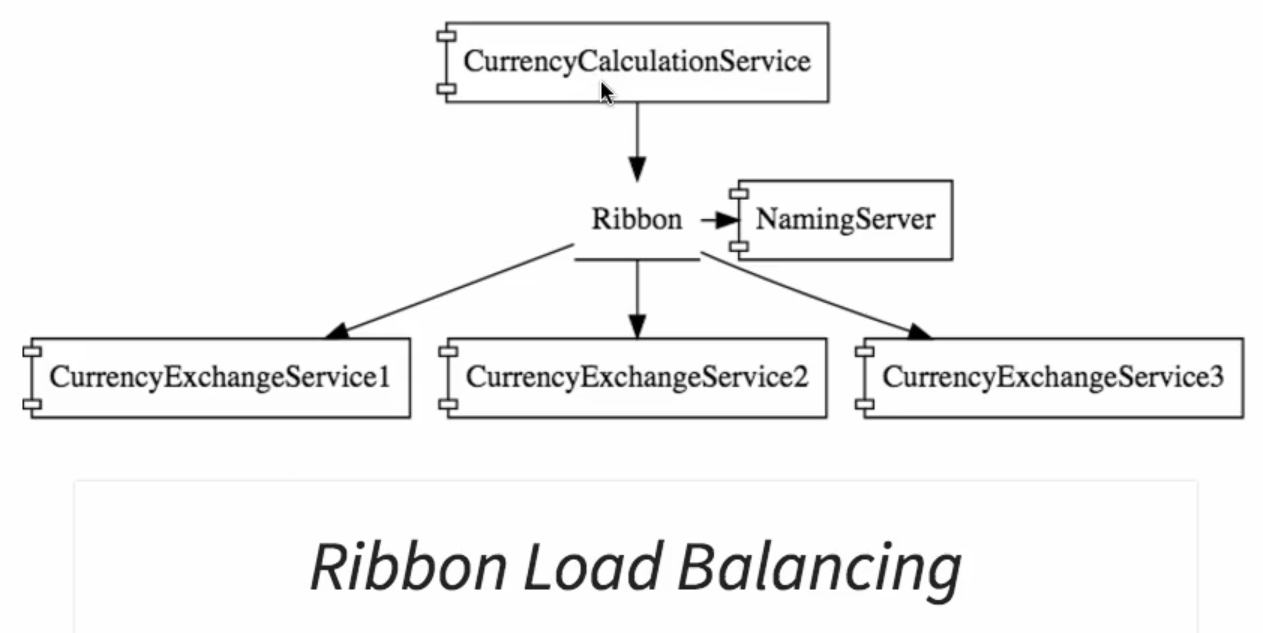 CurrencyCalculationService
Ribbon
NamingServer
CurrencyExchangeService1
CurrencyExchangeService2
CurrencyExchangeService3
Ribbon Load Balancing